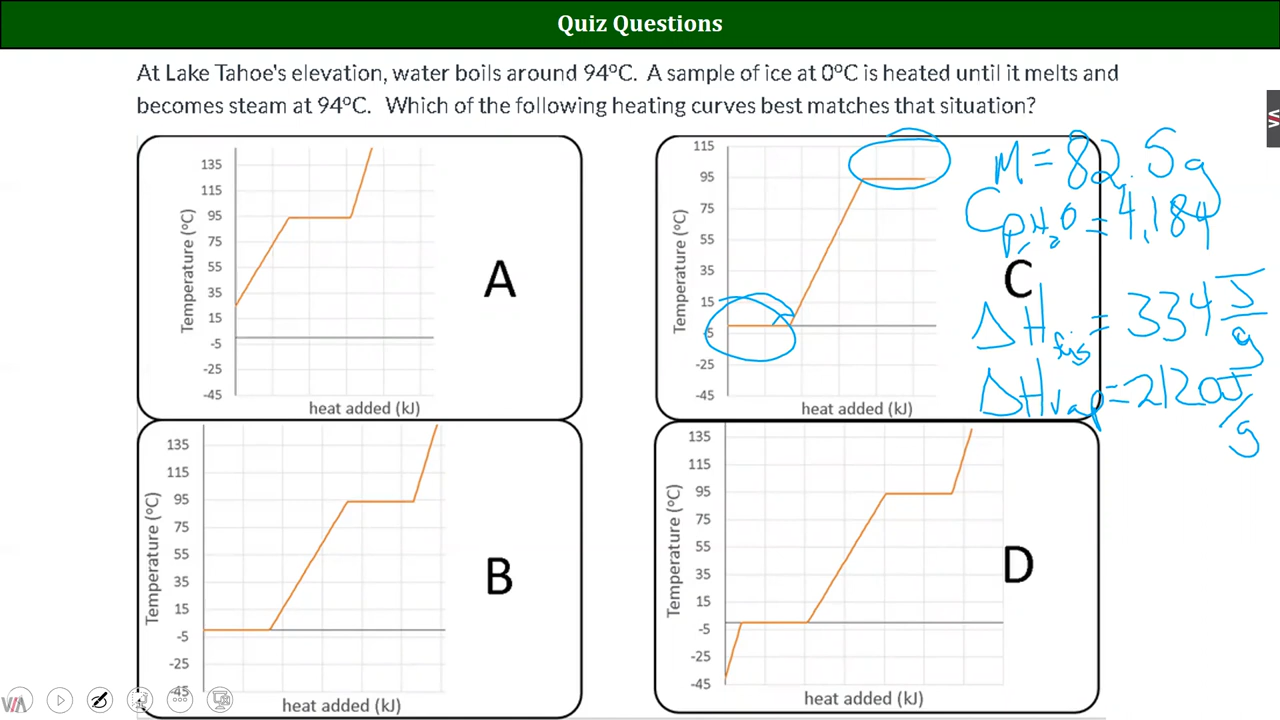 Quiz Questions
At Lake Tahoe's elevation, water boils around 94°C. A sample of ice at 0°C is heated until it melts and
becomes steam at 94°C. Which of the following heating curves best matches that situation?
Temperature (°C)
135
115
95
75
55
35
15
-5
-25
-45
heat added (kJ)
A
Temperature (°C)
115
95
75
55
35
15
-5
-25
-45
heat added (kJ)
C
M = 82.5g
CpH₂O = 4.184
ΔHfus = 334 J/g
ΔHvap = 2120 J/g
Temperature (°C)
135
115
95
75
55
35
15
-5
-25
-45
heat added (kJ)
B
Temperature (°C)
135
115
95
75
55
35
15
-5
-25
-45
heat added (kJ)
D